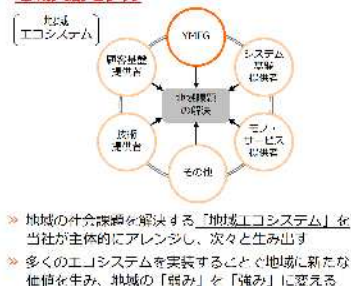 地域
エコシステム
YMFG
顧客基盤
提供者
システム
基盤
提供者
地域課題
の解決
技術
提供者
モノ・
サービス
提供者
その他
» 地域の社会課題を解決する「地域エコシステム」を
当社が主体的にアレンジし、次々と生み出す
» 多くのエコシステムを実装することで地域に新たな
価値を生み、地域の「弱み」を「強み」に変える